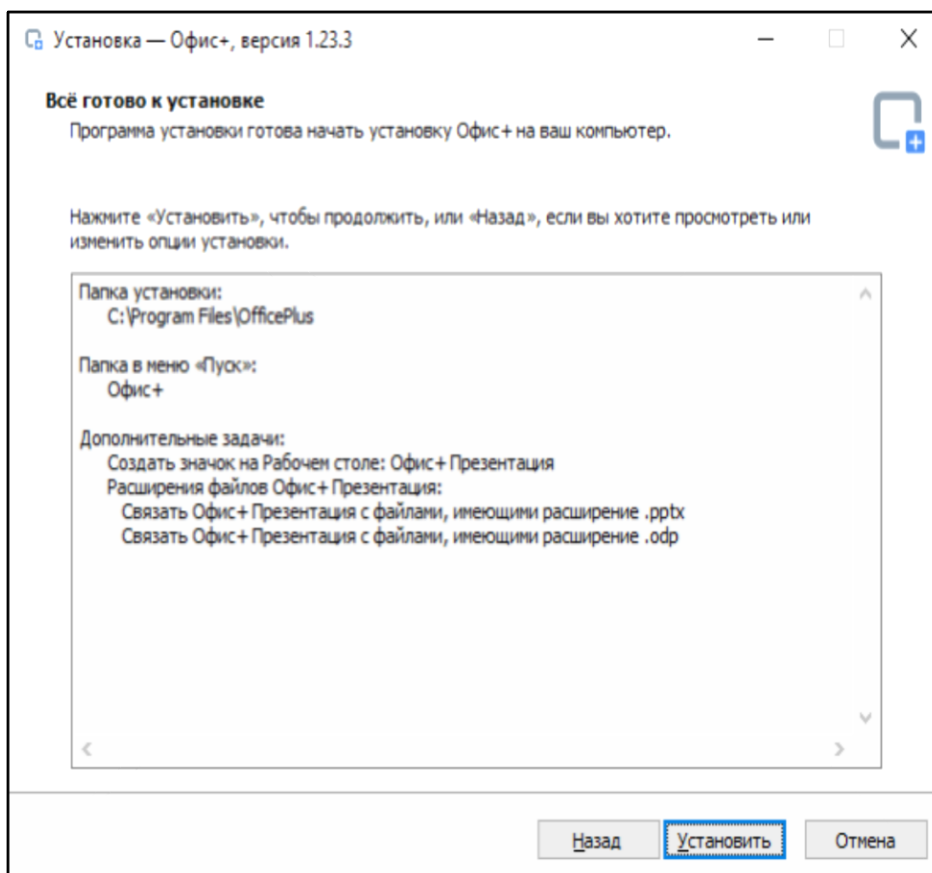 Установка — Офис+, версия 1.23.3
Всё готово к установке
Программа установки готова начать установку Офис+ на ваш компьютер.
Нажмите «Установить», чтобы продолжить, или «Назад», если вы хотите просмотреть или
изменить опции установки.
Папка установки:
C:\Program Files\OfficePlus
Папка в меню «Пуск»:
Офис+
Дополнительные задачи:
Создать значок на Рабочем столе: Офис+ Презентация
Расширения файлов Офис+ Презентация:
Связать Офис+ Презентация с файлами, имеющими расширение .pptx
Связать Офис+ Презентация с файлами, имеющими расширение .odp
Назад Установить Отмена